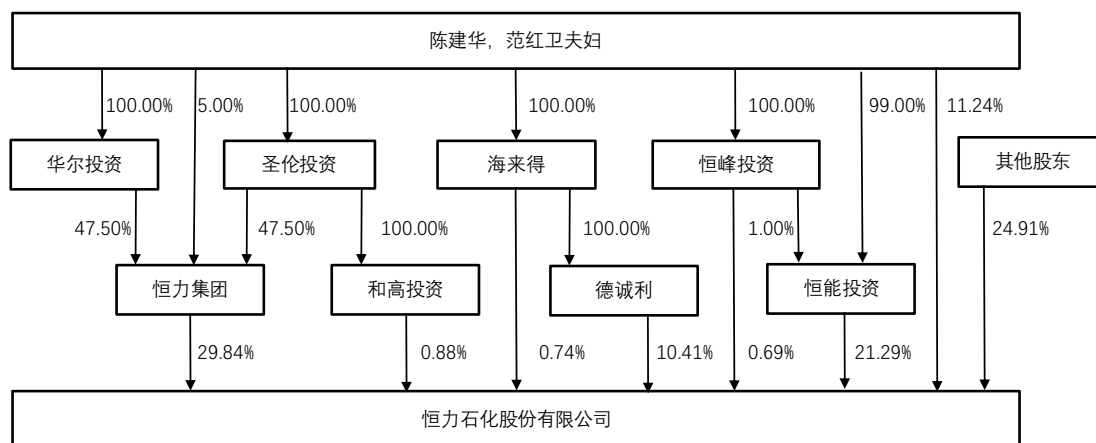 陈建华，范红卫夫妇
100.00%
5.00%
100.00%
100.00%
100.00%
99.00%
11.24%
华尔投资
圣伦投资
海来得
恒峰投资
其他股东
47.50%
47.50%
100.00%
100.00%
1.00%
24.91%
恒力集团
和高投资
德诚利
恒能投资
29.84%
0.88%
0.74%
10.41%
0.69%
21.29%
恒力石化股份有限公司